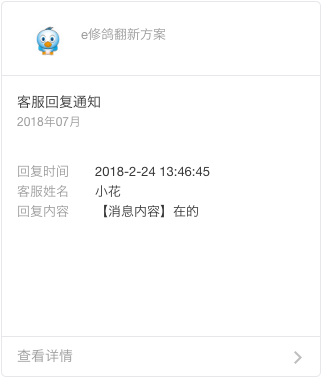 e修鸽翻新方案
客服回复通知
2018年07月
回复时间 2018-2-24 13:46:45
客服姓名 小花
回复内容 【消息内容】在的
查看详情